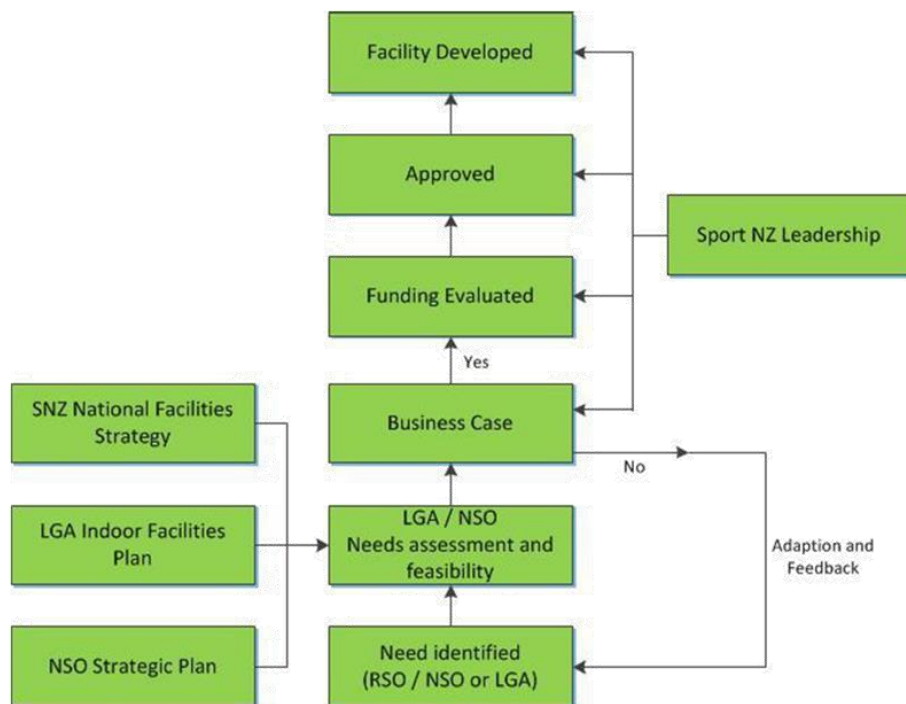 Facility Developed
Approved
Sport NZ Leadership
Funding Evaluated
Yes
SNZ National Facilities
Strategy
Business Case
No
LGA Indoor Facilities
Plan
LGA / NSO
Needs assessment and
feasibility
Adaption and
Feedback
NSO Strategic Plan
Need identified
(RSO / NSO or LGA)